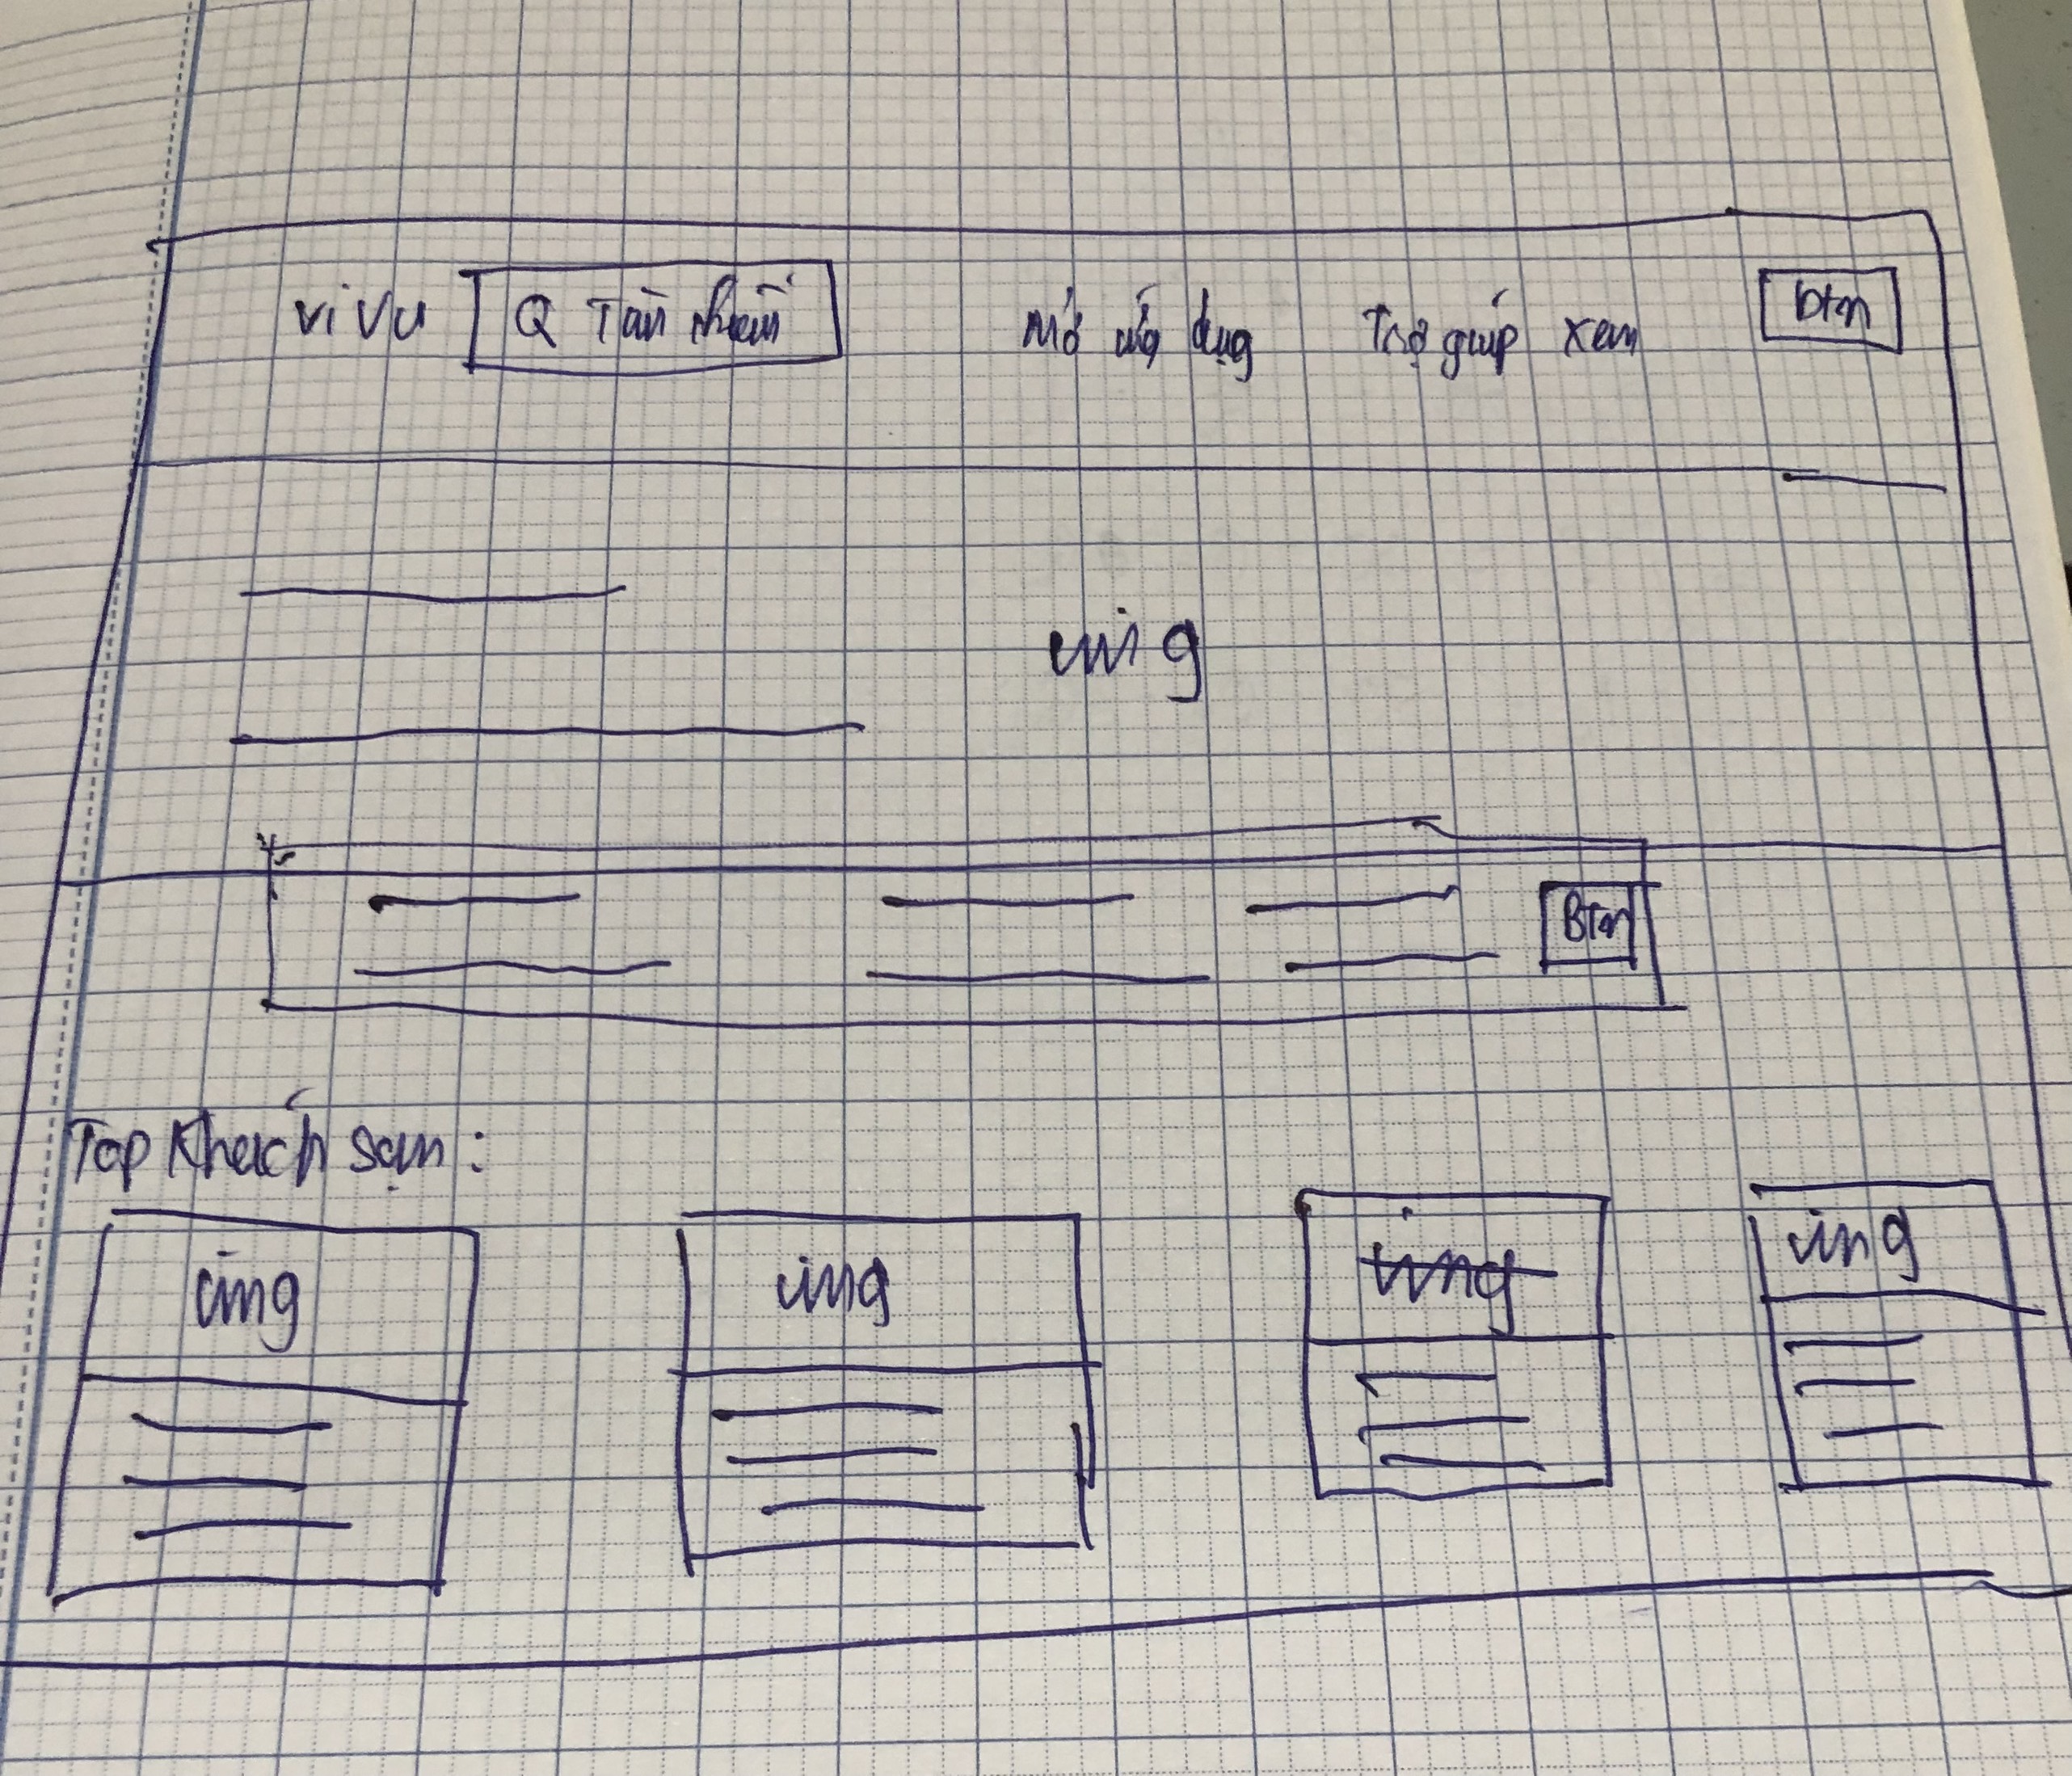 vi vu Q Tìm kiếm Mở ứng dụng Trợ giúp xem btn
img
Btn
Top Khách sạn:
img img img img